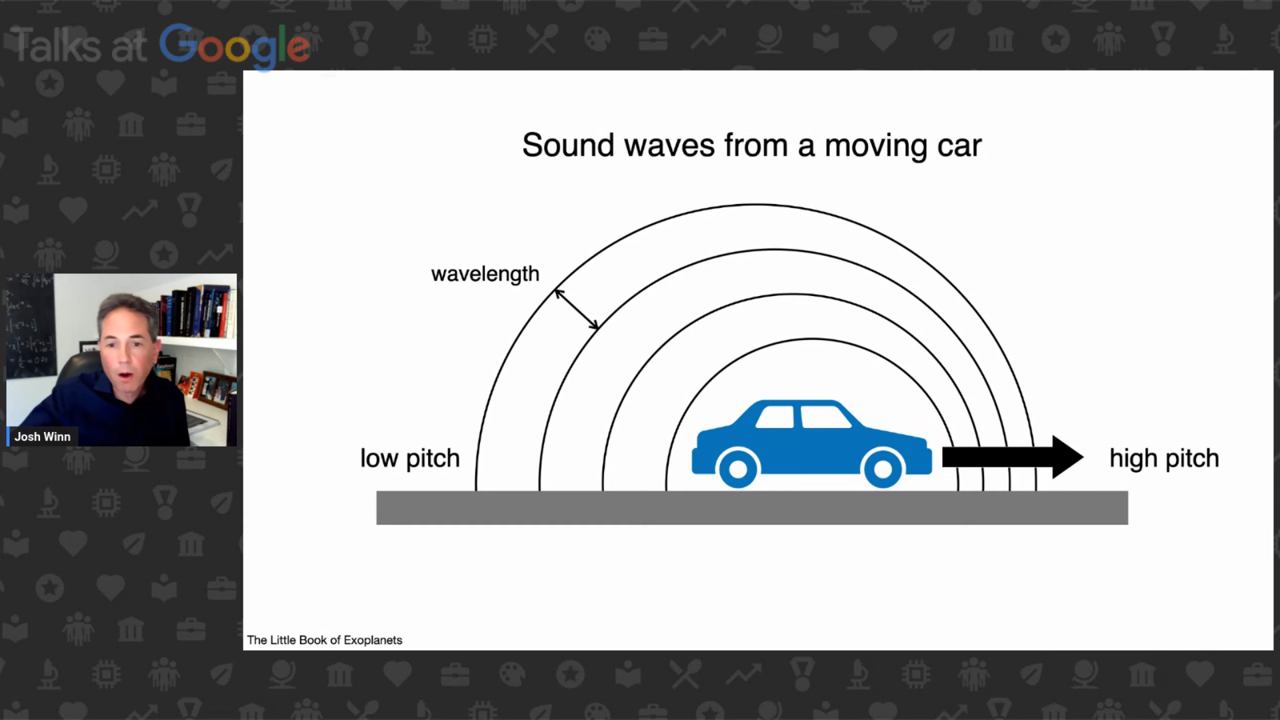 Talks at Google
Sound waves from a moving car
wavelength
low pitch
high pitch
Josh Winn
The Little Book of Exoplanets